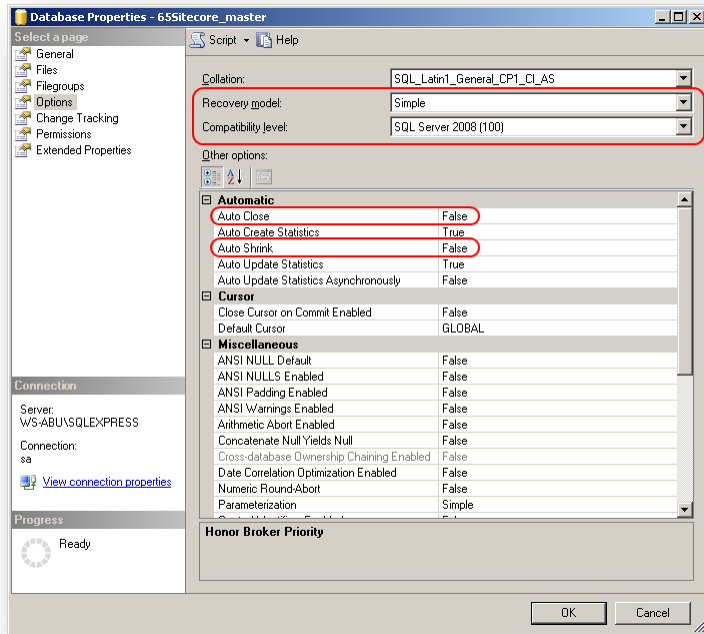 Database Properties - 655itecore_master
Select a page
General
Files
Filegroups
Options
Change Tracking
Permissions
Extended Properties
Script Help
Collation: SQL_Latin1_General_CP1_CI_AS
Recovery model: Simple
Compatibility level: SQL Server 2008 (100)
Other options:
Automatic
Auto Close False
Auto Create Statistics True
Auto Shrink False
Auto Update Statistics True
Auto Update Statistics Asynchronously False
Cursor
Close Cursor on Commit Enabled False
Default Cursor GLOBAL
Miscellaneous
ANSI NULL Default False
ANSI NULLS Enabled False
ANSI Padding Enabled False
ANSI Warnings Enabled False
Arithmetic Abort Enabled False
Concatenate Null Yields Null False
Cross-database Ownership Chaining Enabled False
Date Correlation Optimization Enabled False
Numeric Round-Abort False
Parameterization Simple
Honor Broker Priority
Connection
Server:
WS-ABU\SQLEXPRESS
Connection:
sa
View connection properties
Progress
Ready
OK Cancel